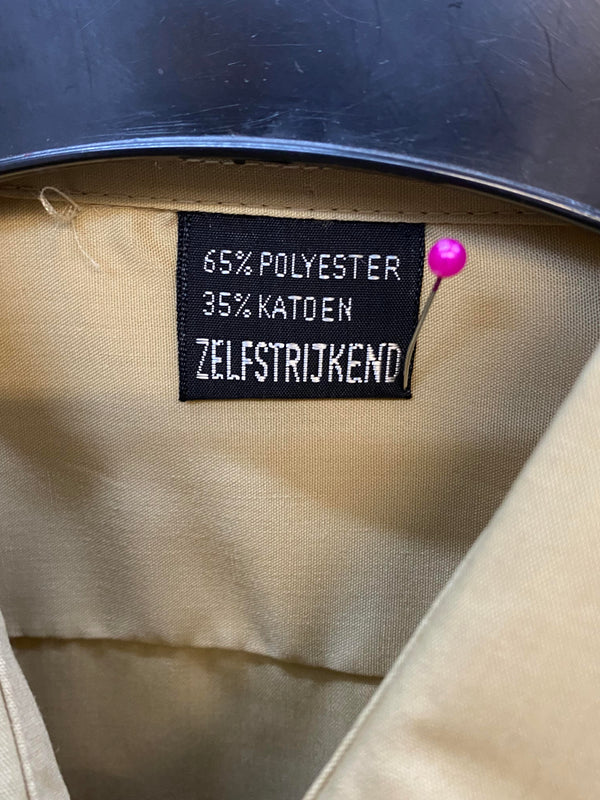 65% POLYESTER
35% KATOEN
ZELFSTRIJKEND